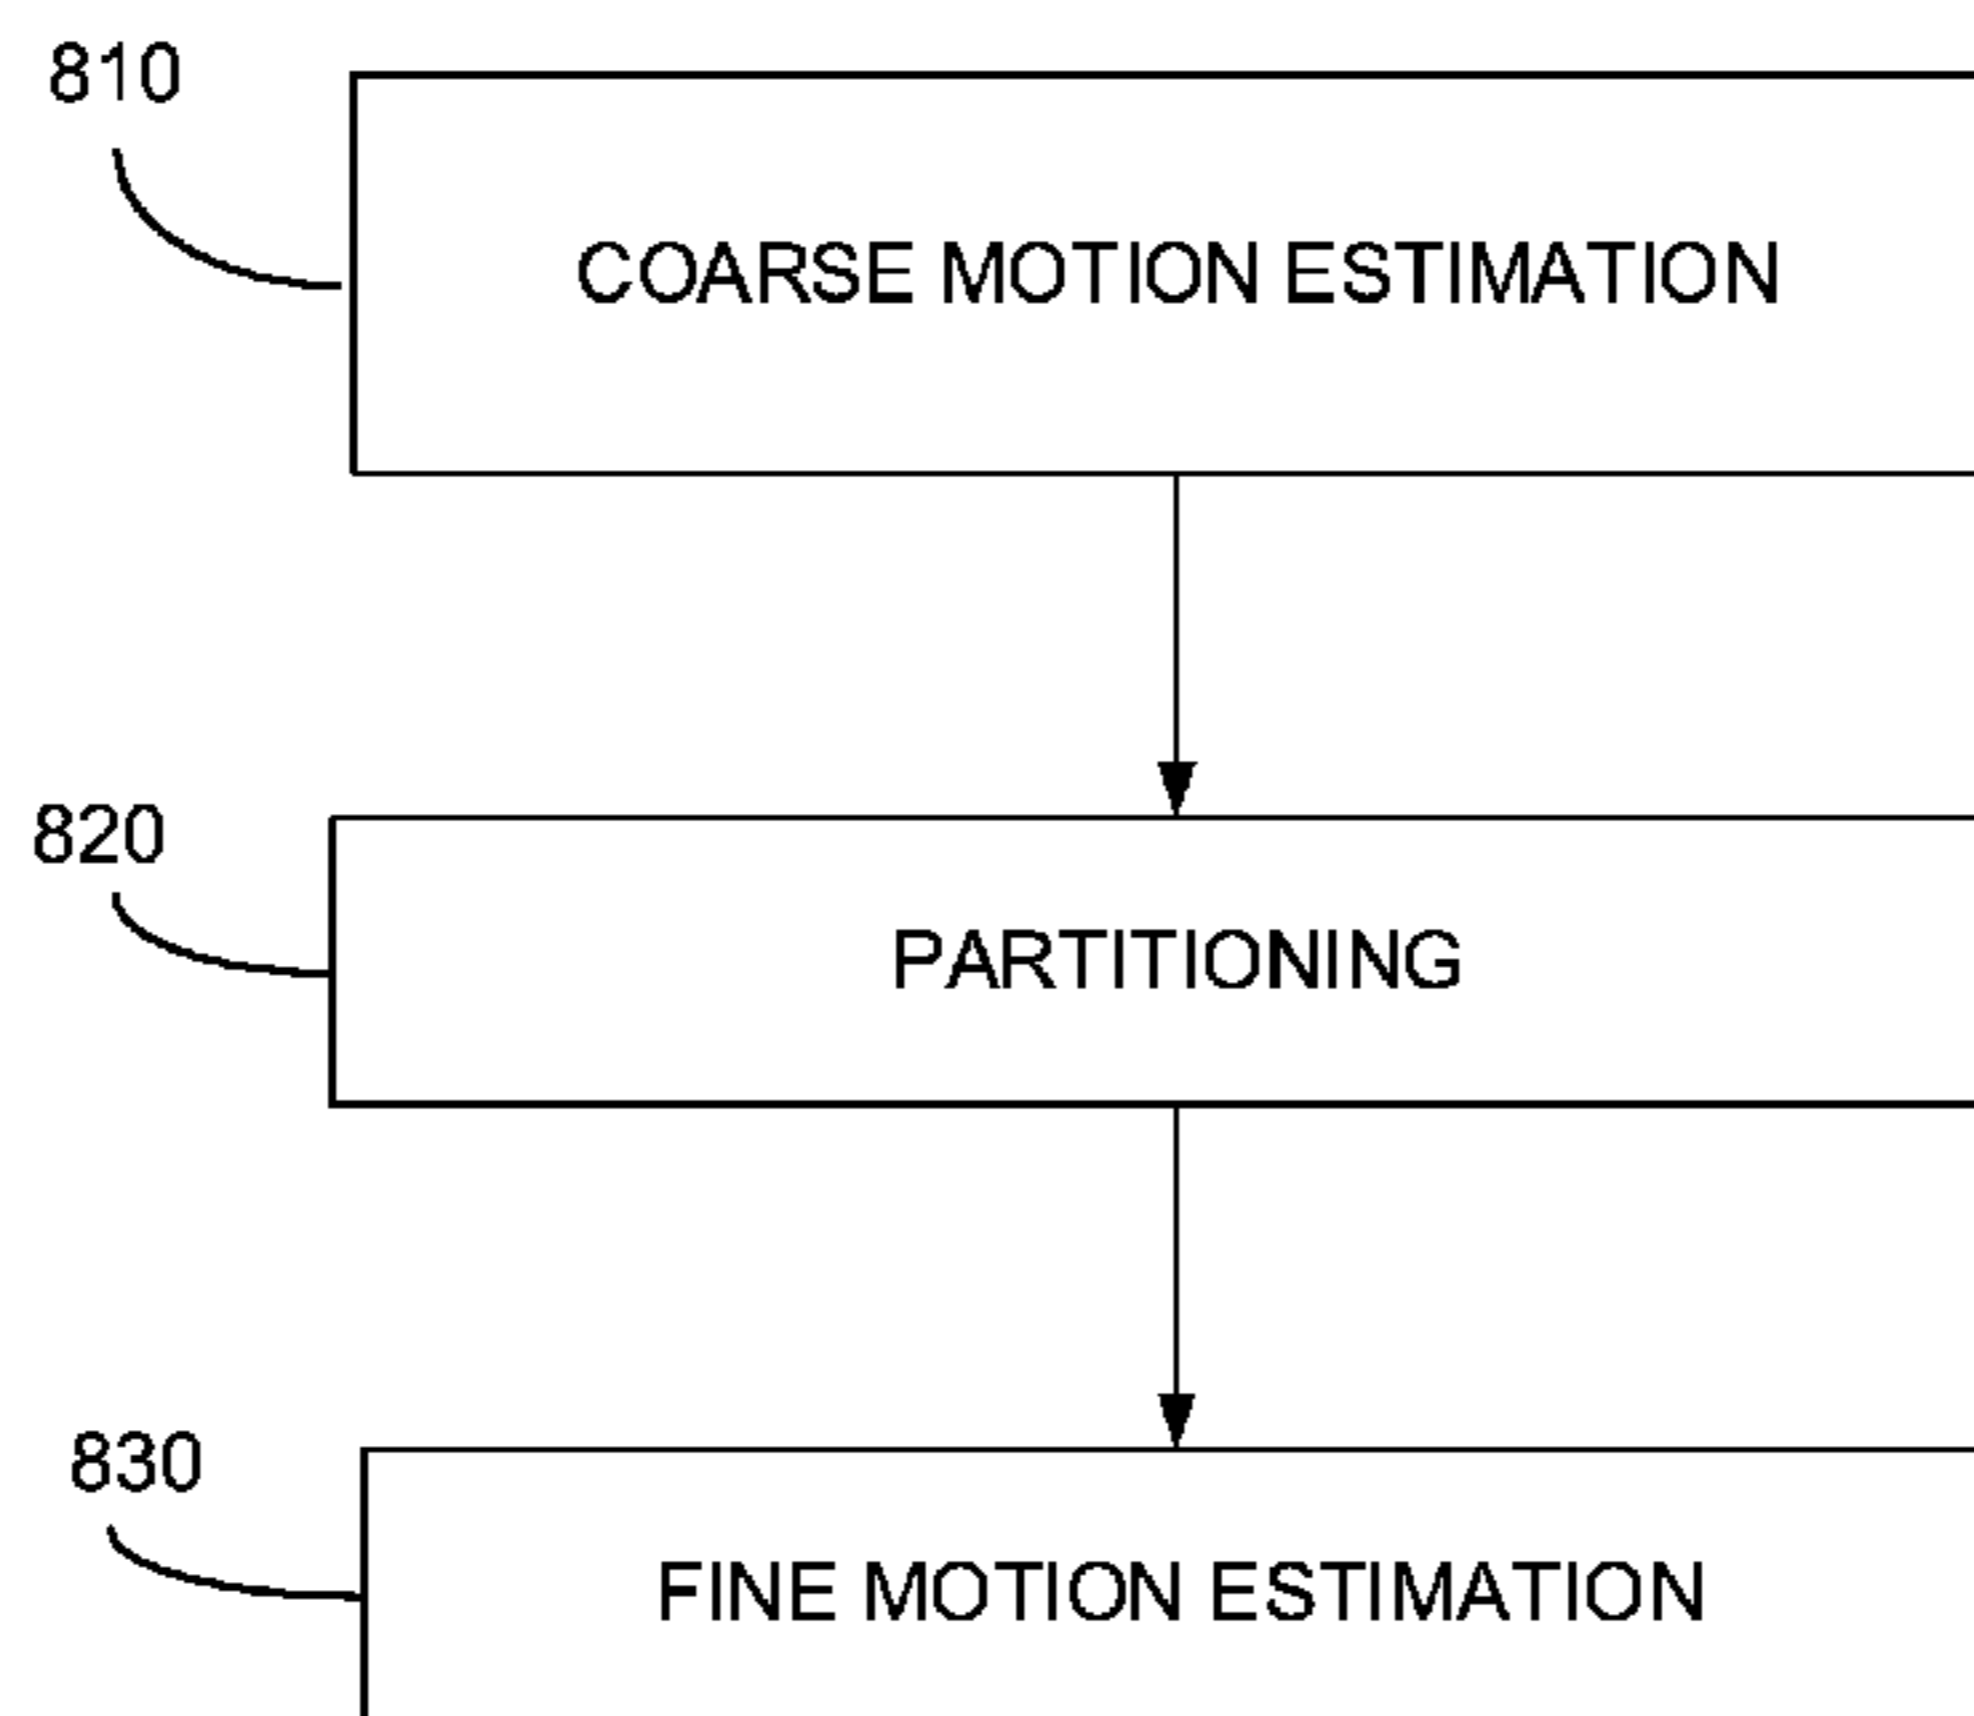 810
COARSE MOTION ESTIMATION
820
PARTITIONING
830
FINE MOTION ESTIMATION